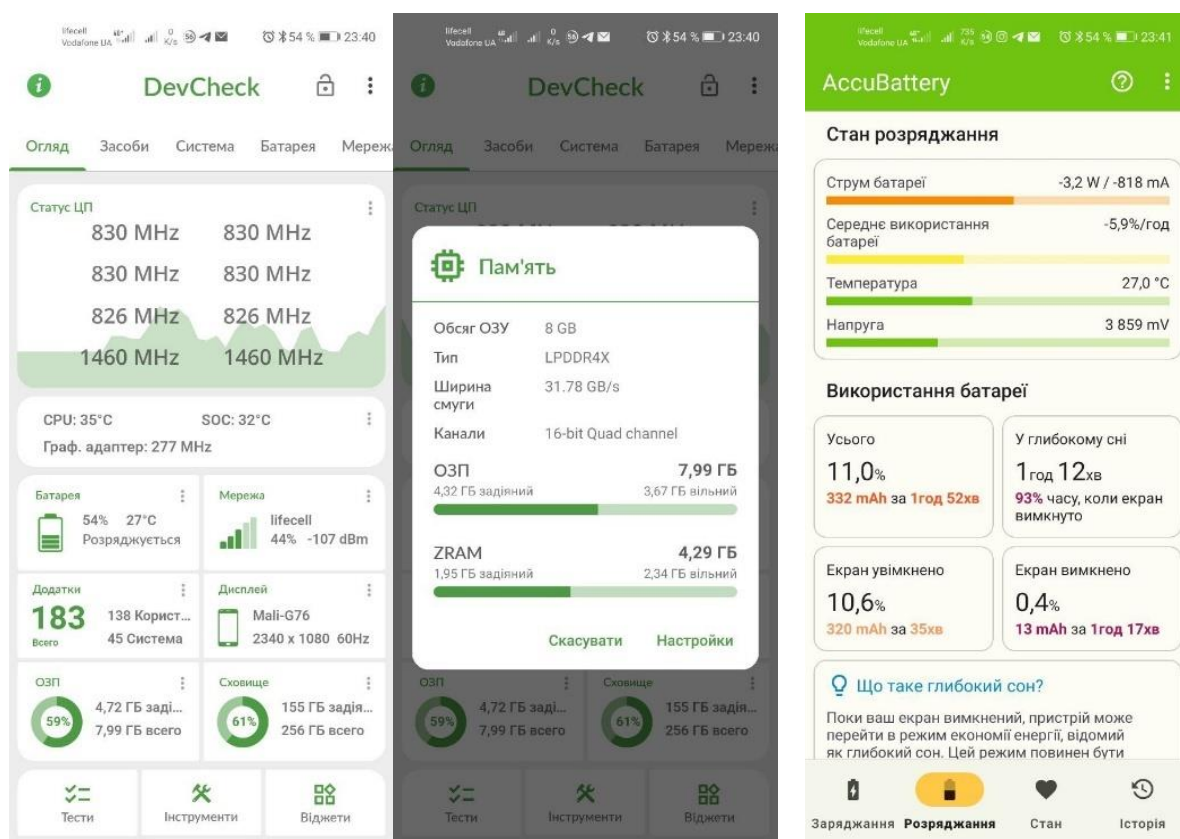 lifecell
Vodafone UA 0 K/s 56 54 % 23:40
DevCheck
Огляд Засоби Система Батарея Мереж
Статус ЦП
830 MHz 830 MHz
830 MHz 830 MHz
826 MHz 826 MHz
1460 MHz 1460 MHz
CPU: 35°C SOC: 32°C
Граф. адаптер: 277 MHz
Батарея Мережа
54% 27°C lifecell
Розряджується 44% -107 dBm
Додатки Дисплей
183 138 Корист... Mali-G76
Всего 45 Система 2340 x 1080 60Hz
ОЗП Сховище
59% 4,72 ГБ заді... 61% 155 ГБ задія...
7,99 ГБ всего 256 ГБ всего
Тести Інструменти Віджети
lifecell
Vodafone UA 0 K/s 56 54 % 23:40
DevCheck
Огляд Засоби Система Батарея Мереж
Статус ЦП
Пам'ять
Обсяг ОЗУ 8 GB
Тип LPDDR4X
Ширина 31.78 GB/s
смуги
Канали 16-bit Quad channel
ОЗП 7,99 ГБ
4,32 ГБ задіяний 3,67 ГБ вільний
ZRAM 4,29 ГБ
1,95 ГБ задіяний 2,34 ГБ вільний
Скасувати Настройки
ОЗП Сховище
59% 4,72 ГБ заді... 61% 155 ГБ задія...
7,99 ГБ всего 256 ГБ всего
Тести Інструменти Віджети
lifecell
Vodafone UA 735 K/s 54 % 23:41
AccuBattery
Стан розряджання
Струм батареї -3,2 W / -818 mA
Середнє використання -5,9%/год
батареї
Температура 27,0 °C
Напруга 3 859 mV
Використання батареї
Усього У глибокому сні
11,0% 1год 12хв
332 mAh за 1год 52хв 93% часу, коли екран
вимкнуто
Екран увімкнено Екран вимкнено
10,6% 0,4%
320 mAh за 35хв 13 mAh за 1год 17хв
Що таке глибокий сон?
Поки ваш екран вимкнений, пристрій може
перейти в режим економії енергії, відомий
як глибокий сон. Цей режим повинен бути
Заряджання Розряджання Стан Історія